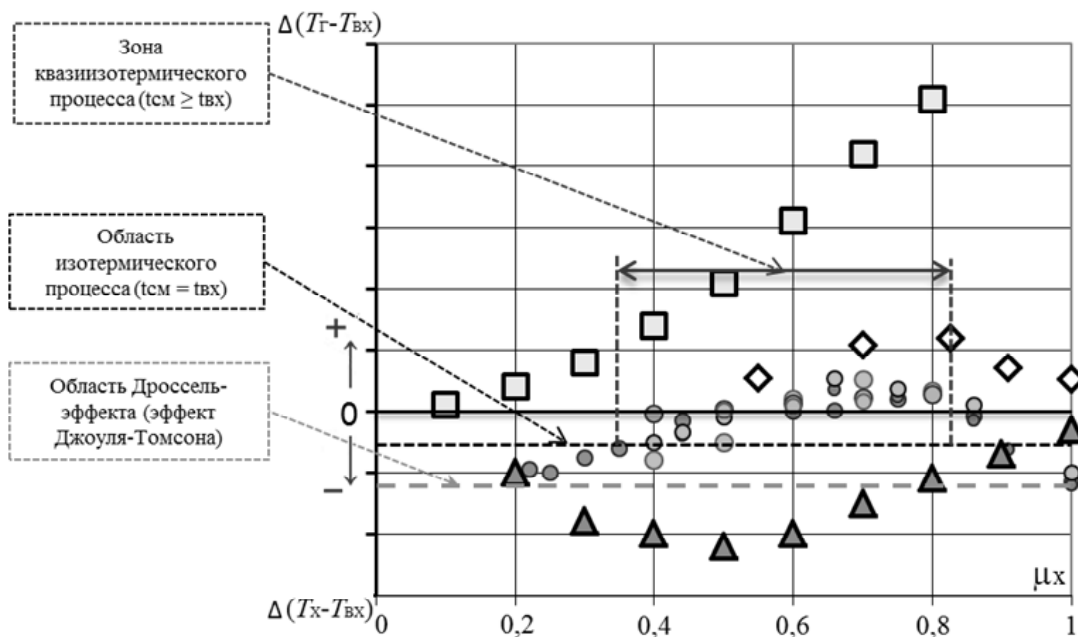 Δ(TГ-TВХ)
Зона
квазиизотермического
процесса (tсм ≥ tвх)
Область
изотермического
процесса (tсм = tвх)
+
Область Дроссель-
эффекта (эффект
Джоуля-Томсона)
0
−
μх
Δ(TХ-TВХ)
0 0,2 0,4 0,6 0,8 1